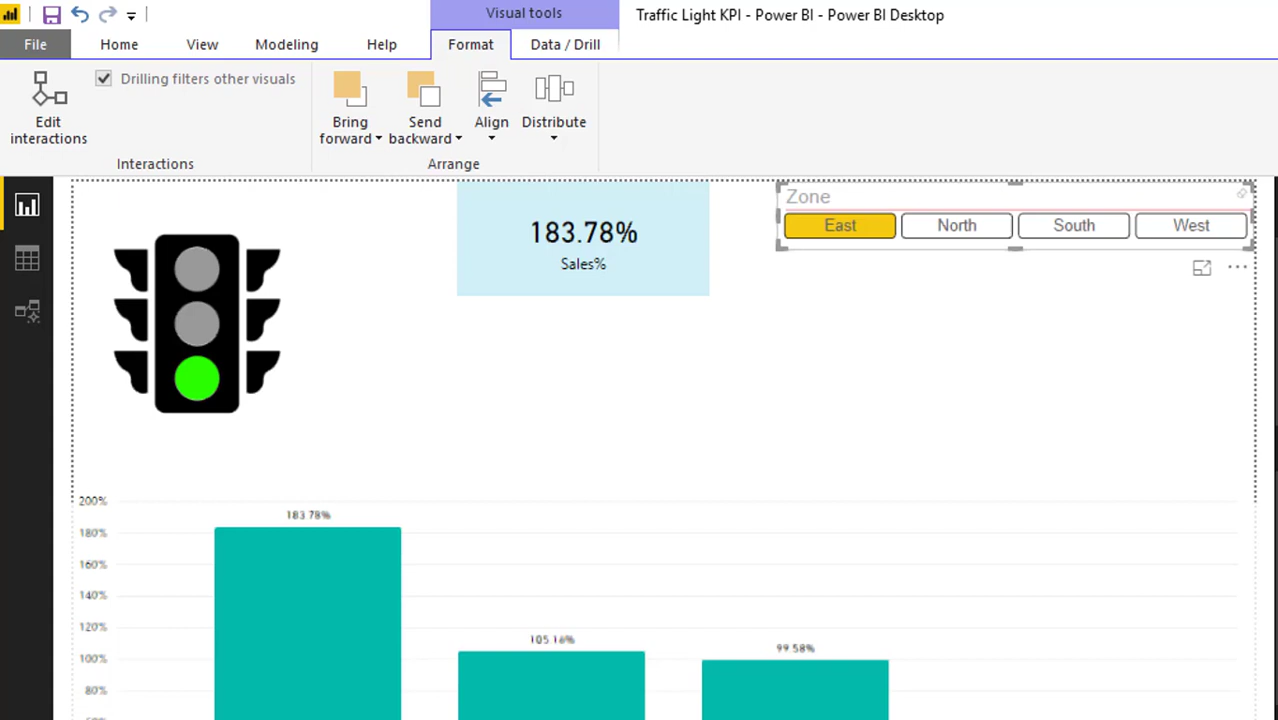 Visual tools
Traffic Light KPI - Power BI - Power BI Desktop
File Home View Modeling Help Format Data / Drill
Drilling filters other visuals
Edit interactions
Bring forward
Send backward
Align
Distribute
Interactions
Arrange
183.78%
Sales%
Zone
East North South West
200%
183.78%
180%
160%
140%
120%
105.16%
99.58%
100%
80%